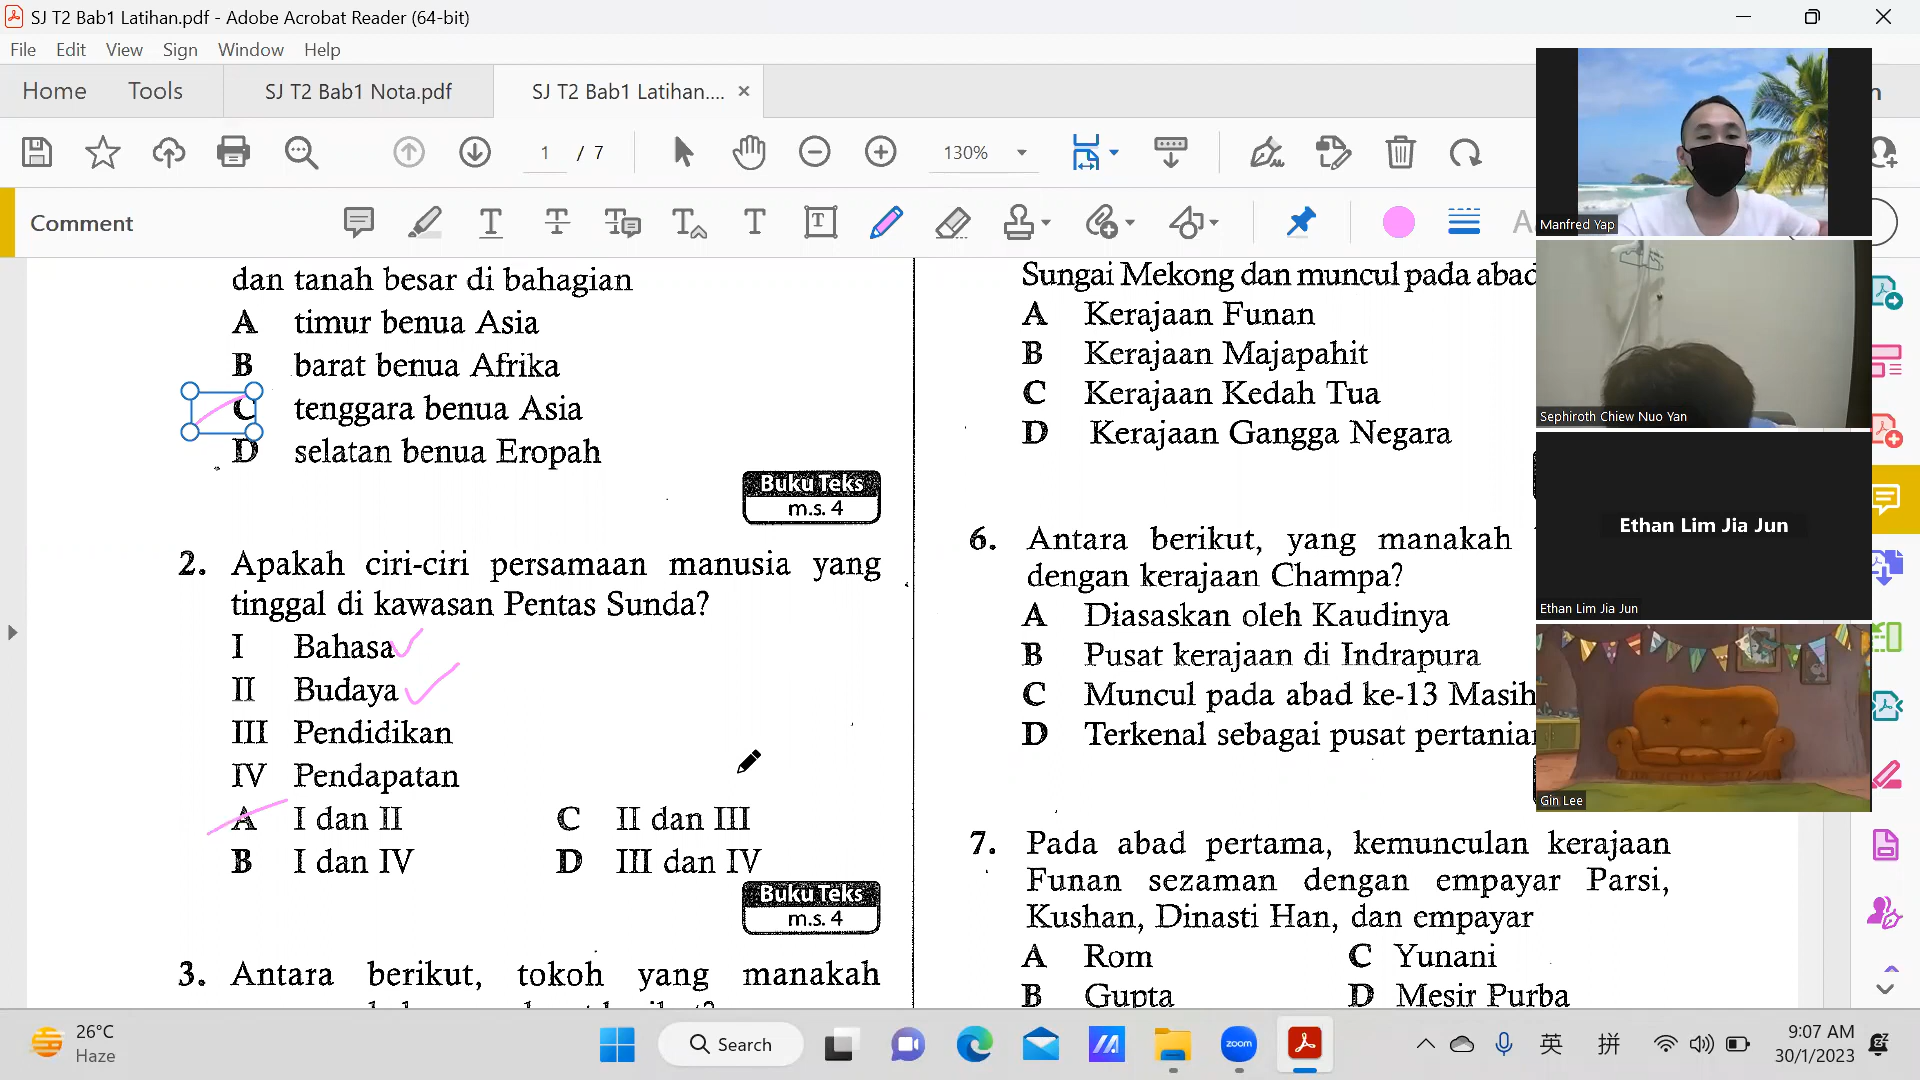 SJ T2 Bab1 Latihan.pdf - Adobe Acrobat Reader (64-bit)
File Edit View Sign Window Help
Home Tools SJ T2 Bab1 Nota.pdf SJ T2 Bab1 Latihan....
1 / 7 130%
Comment
dan tanah besar di bahagian
A timur benua Asia
B barat benua Afrika
C tenggara benua Asia
D selatan benua Eropah
Buku Teks
m.s. 4
2. Apakah ciri-ciri persamaan manusia yang
tinggal di kawasan Pentas Sunda?
I Bahasa
II Budaya
III Pendidikan
IV Pendapatan
A I dan II C II dan III
B I dan IV D III dan IV
Buku Teks
m.s. 4
3. Antara berikut, tokoh yang manakah
Sungai Mekong dan muncul pada abad
A Kerajaan Funan
B Kerajaan Majapahit
C Kerajaan Kedah Tua
D Kerajaan Gangga Negara
6. Antara berikut, yang manakah
dengan kerajaan Champa?
A Diasaskan oleh Kaudinya
B Pusat kerajaan di Indrapura
C Muncul pada abad ke-13 Masih
D Terkenal sebagai pusat pertanian
7. Pada abad pertama, kemunculan kerajaan
Funan sezaman dengan empayar Parsi,
Kushan, Dinasti Han, dan empayar
A Rom C Yunani
B Gupta D Mesir Purba
Manfred Yap
Sephiroth Chiew Nuo Yan
Ethan Lim Jia Jun
Ethan Lim Jia Jun
Gin Lee
26°C
Haze
Search
zoom
英 拼
9:07 AM
30/1/2023